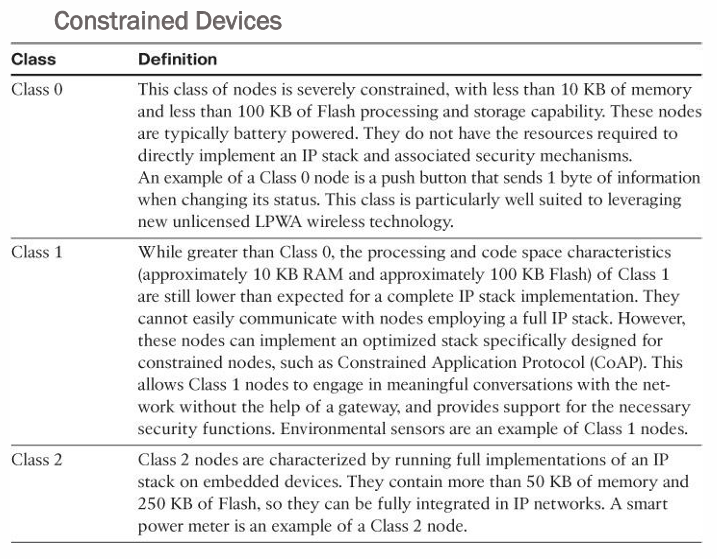 Constrained Devices
Class Definition
Class 0 This class of nodes is severely constrained, with less than 10 KB of memory
and less than 100 KB of Flash processing and storage capability. These nodes
are typically battery powered. They do not have the resources required to
directly implement an IP stack and associated security mechanisms.
An example of a Class 0 node is a push button that sends 1 byte of information
when changing its status. This class is particularly well suited to leveraging
new unlicensed LPWA wireless technology.
Class 1 While greater than Class 0, the processing and code space characteristics
(approximately 10 KB RAM and approximately 100 KB Flash) of Class 1
are still lower than expected for a complete IP stack implementation. They
cannot easily communicate with nodes employing a full IP stack. However,
these nodes can implement an optimized stack specifically designed for
constrained nodes, such as Constrained Application Protocol (CoAP). This
allows Class 1 nodes to engage in meaningful conversations with the net-
work without the help of a gateway, and provides support for the necessary
security functions. Environmental sensors are an example of Class 1 nodes.
Class 2 Class 2 nodes are characterized by running full implementations of an IP
stack on embedded devices. They contain more than 50 KB of memory and
250 KB of Flash, so they can be fully integrated in IP networks. A smart
power meter is an example of a Class 2 node.